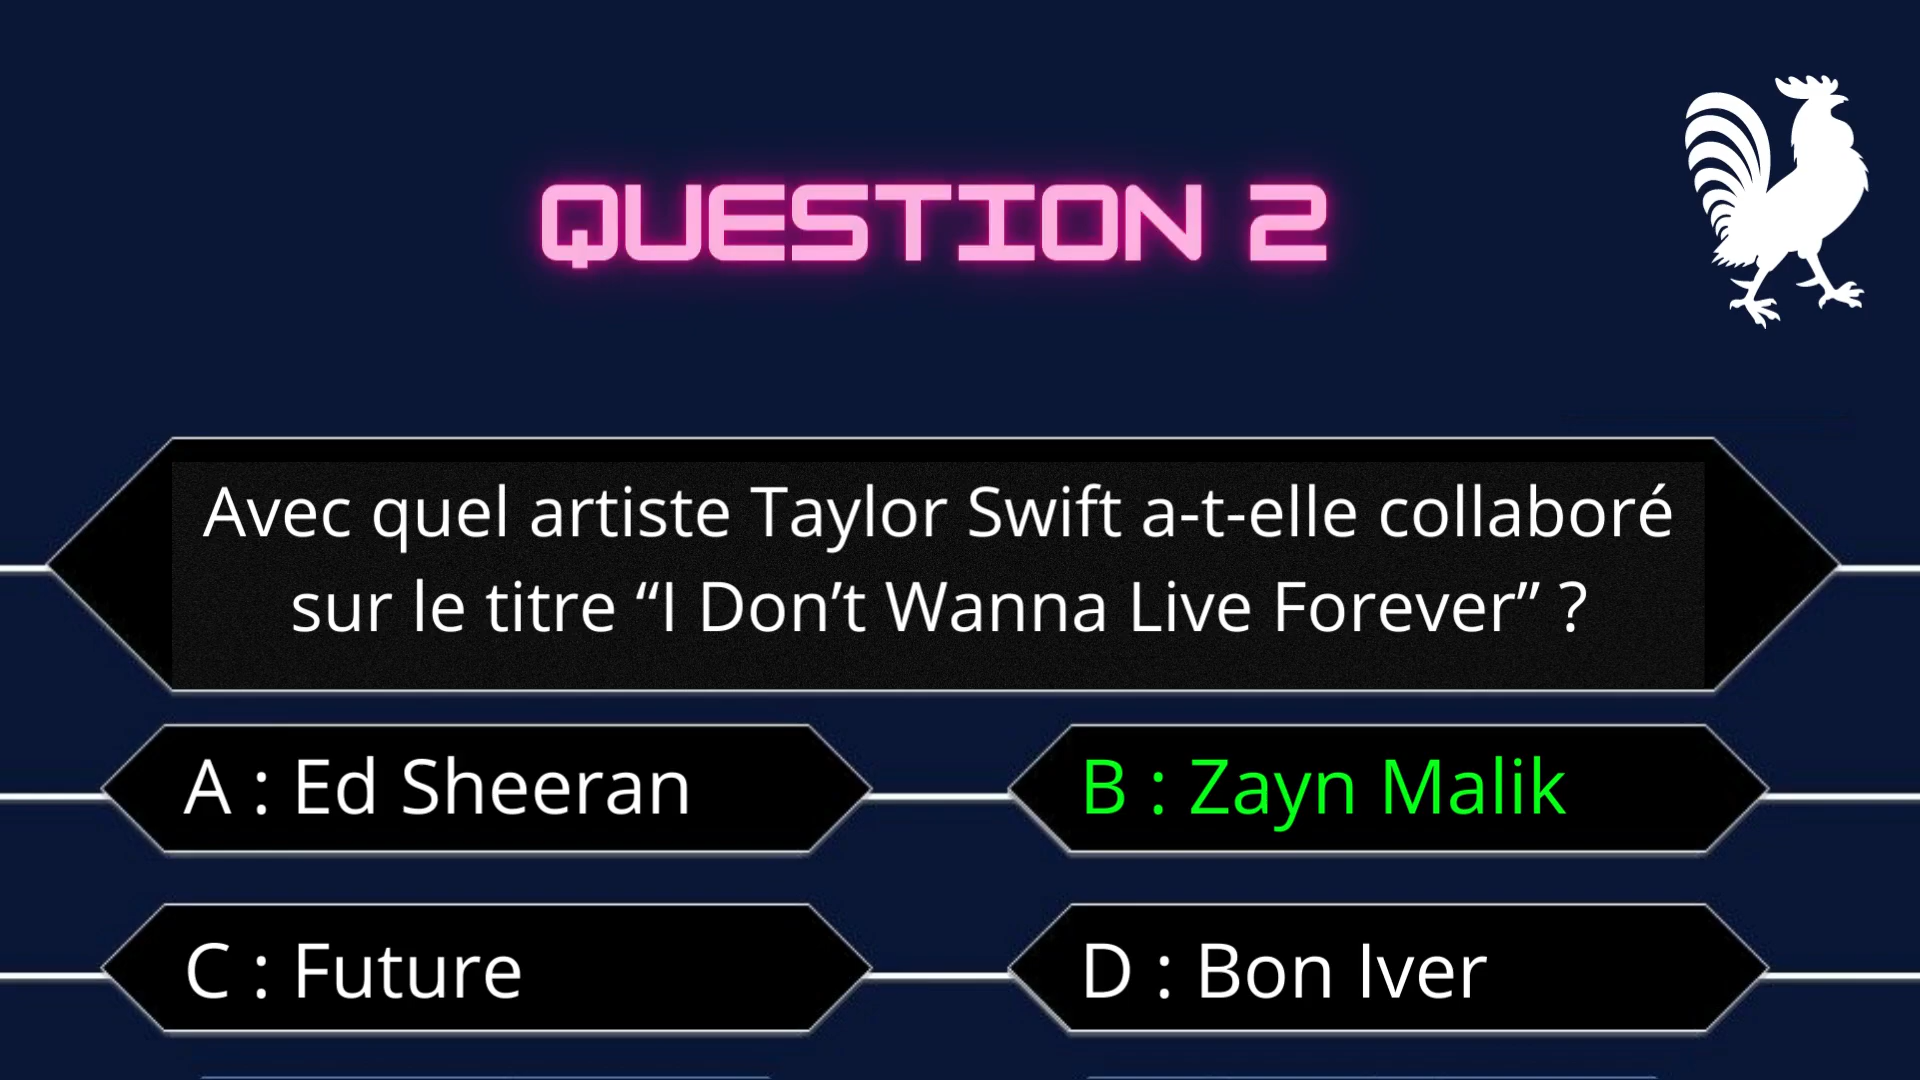 QUESTION 2
Avec quel artiste Taylor Swift a-t-elle collaboré
sur le titre “I Don’t Wanna Live Forever” ?
A : Ed Sheeran
B : Zayn Malik
C : Future
D : Bon Iver